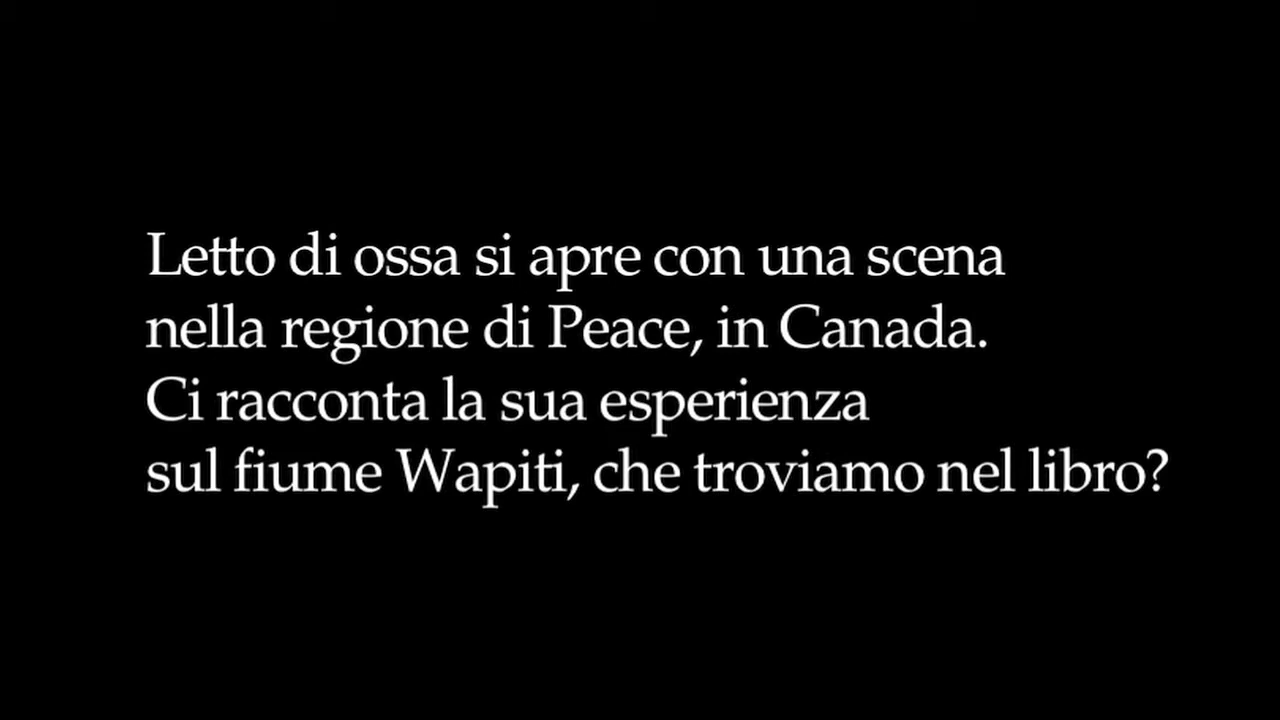 Letto di ossa si apre con una scena
nella regione di Peace, in Canada.
Ci racconta la sua esperienza
sul fiume Wapiti, che troviamo nel libro?